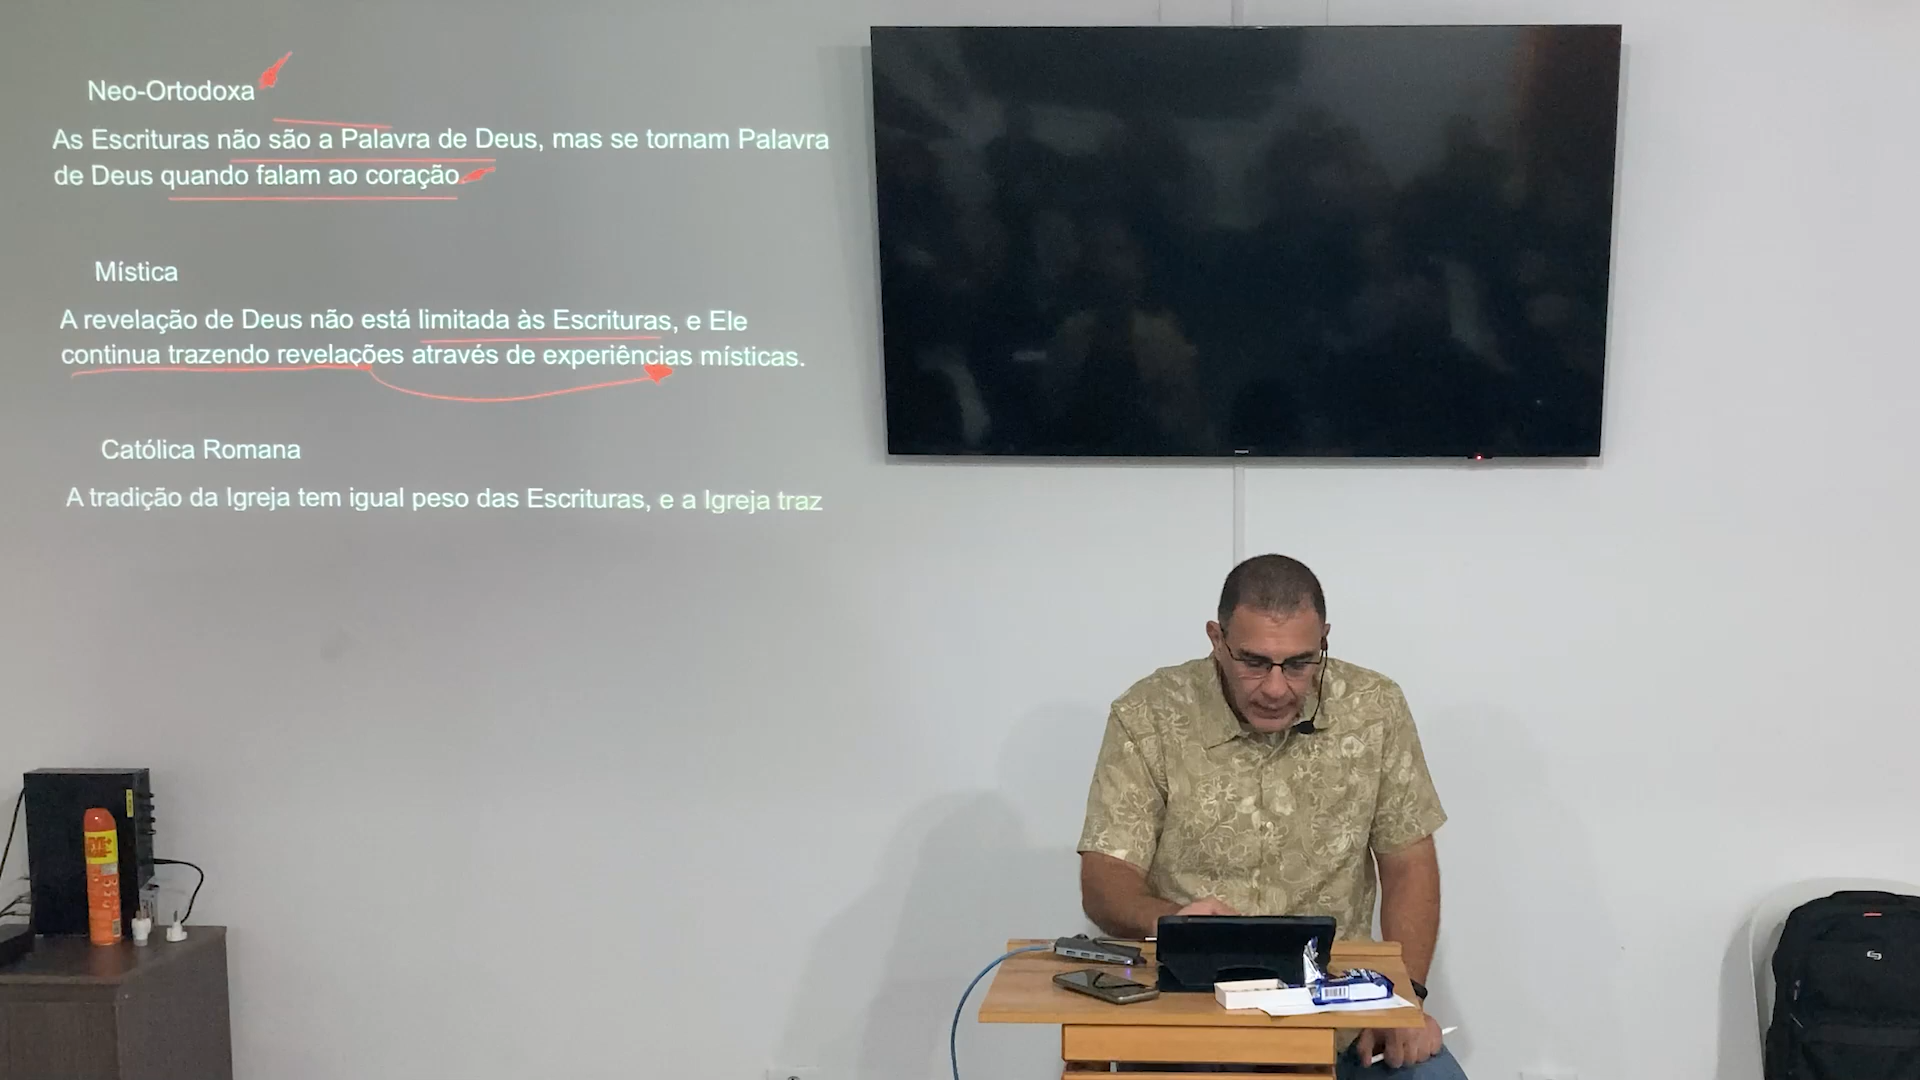 Neo-Ortodoxa
As Escrituras não são a Palavra de Deus, mas se tornam Palavra
de Deus quando falam ao coração.
Mística
A revelação de Deus não está limitada às Escrituras, e Ele
continua trazendo revelações através de experiências místicas.
Católica Romana
A tradição da Igreja tem igual peso das Escrituras, e a Igreja traz